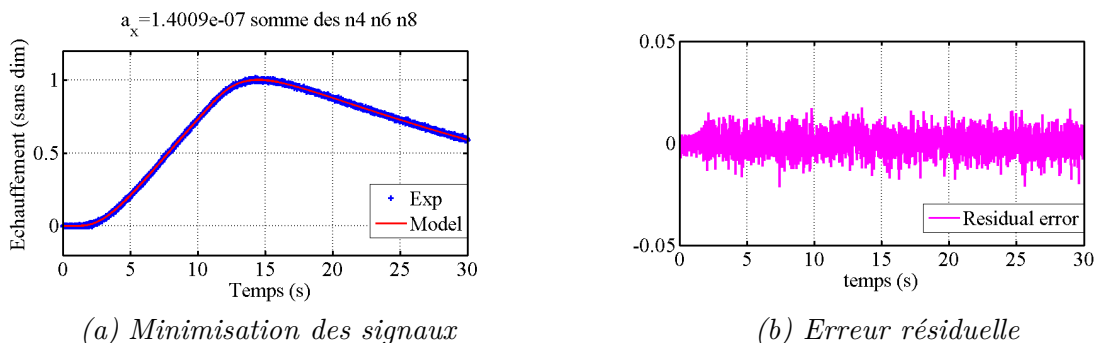 a_x=1.4009e-07 somme des n4 n6 n8
Echauffement (sans dim)
1
0.5
0
Exp
Model
0 5 10 15 20 25 30
Temps (s)
(a) Minimisation des signaux
0.05
0
-0.05
Residual error
0 5 10 15 20 25 30
temps (s)
(b) Erreur résiduelle